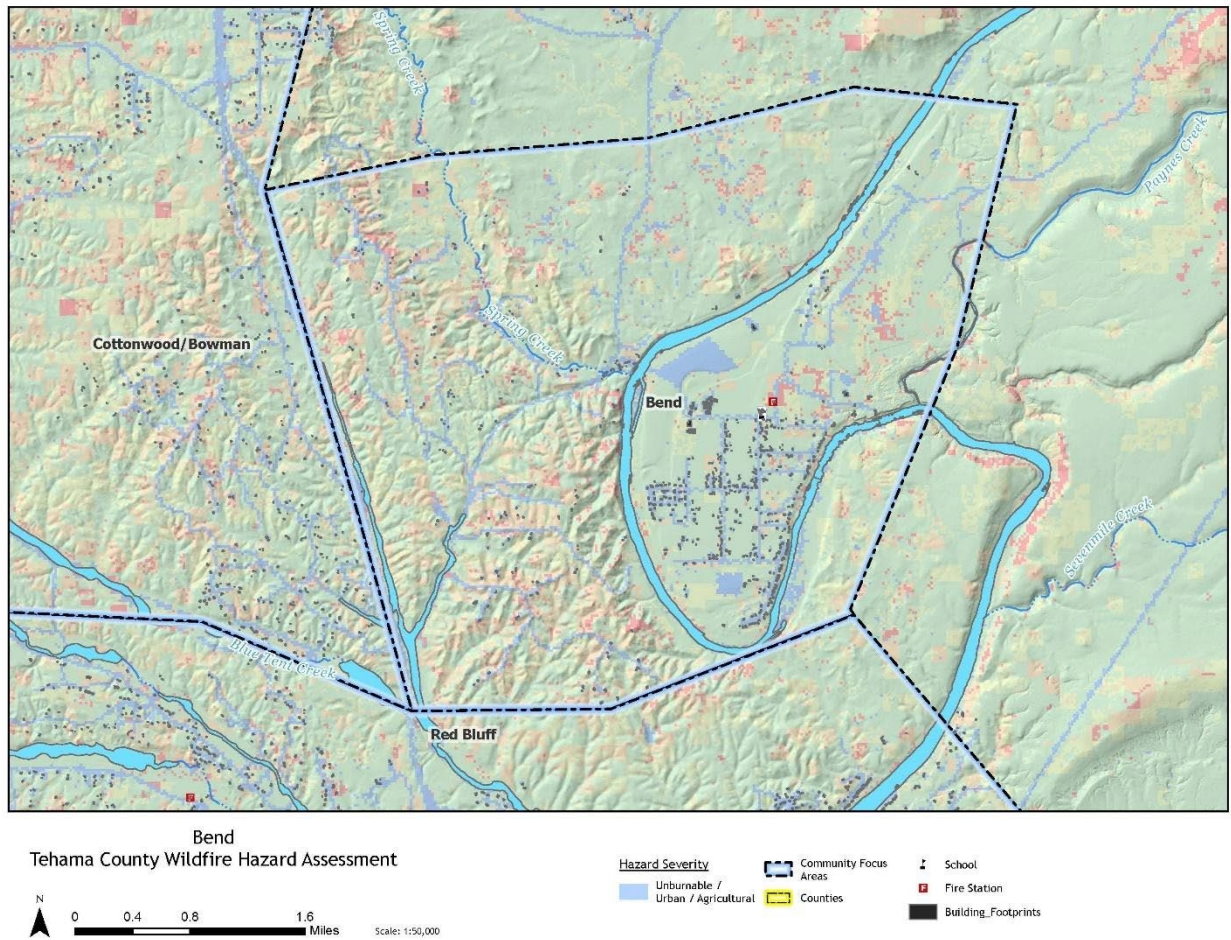 Spring Creek
Paynes Creek
Cottonwood/Bowman
Spring Creek
Bend
F
Sevenmile Creek
Blue Tent Creek
Red Bluff
F
Bend
Tehama County Wildfire Hazard Assessment
N
0 0.4 0.8 1.6
Miles
Scale: 1:50,000
Hazard Severity
Unburnable /
Urban / Agricultural
Community Focus
Areas
Counties
School
F
Fire Station
Building_Footprints